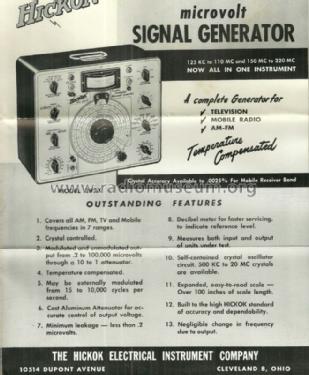 HICKOK
microvolt
SIGNAL GENERATOR
125 KC to 110 MC and 150 MC to 220 MC
NOW ALL IN ONE INSTRUMENT
A complete Generator for
✓ TELEVISION
✓ MOBILE RADIO
✓ AM-FM
Temperature
Compensated
MODEL
Crystal Accuracy Available to .0025% For Mobile Receiver Band
www.radiomuseum.org
OUTSTANDING FEATURES
1. Covers all AM, FM, TV and Mobile
frequencies in 7 ranges.
2. Crystal controlled.
3. Modulated and unmodulated out-
put from .2 to 100,000 microvolts
through a 10 to 1 attenuator.
4. Temperature compensated.
5. May be externally modulated
from 15 to 10,000 cycles per
second.
6. Cast Aluminum Attenuator for ac-
curate control of output voltage.
7. Minimum leakage — less than .2
microvolts.
8. Decibel meter for faster servicing,
to indicate reference level.
9. Measures both input and output
of units under test.
10. Self-contained crystal oscillator
circuit. 500 KC to 20 MC crystals
are available.
11. Expanded, easy-to-read scale —
Over 100 inches of scale length.
12. Built to the high HICKOK standard
of accuracy and dependability.
13. Negligible change in frequency
due to output.
THE HICKOK ELECTRICAL INSTRUMENT COMPANY
10514 DUPONT AVENUE
CLEVELAND 8, OHIO